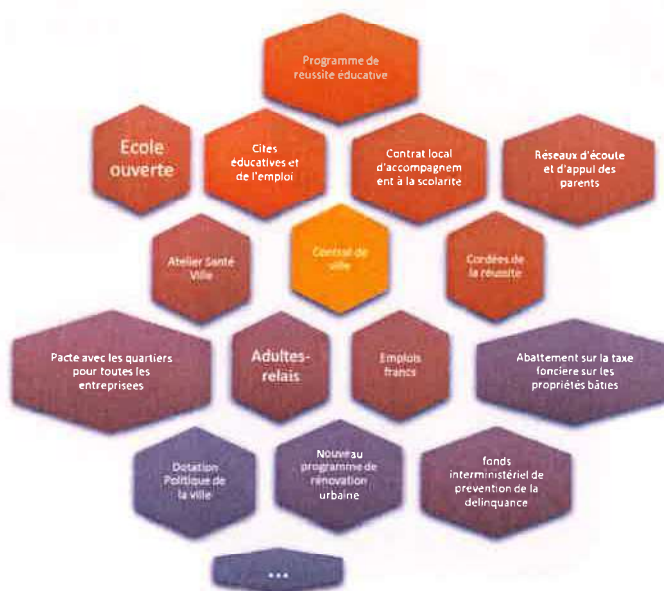 Programme de
reussite éducative
Ecole
ouverte
Cités
éducatives et
de l'emploi
Contrat local
d'accompagnem
ent à la scolarité
Réseaux d'écoute
et d'appui des
parents
Atelier Santé
Ville
Contrat de
ville
Cordées de
la réussite
Pacte avec les quartiers
pour toutes les
entreprisees
Adultes-
relais
Emplois
francs
Abattement sur la taxe
fonciere sur les
propriétés bâties
Dotation
Politique de
la ville
Nouveau
programme de
rénovation
urbaine
fonds
interministériel de
prévention de la
délinquance
...